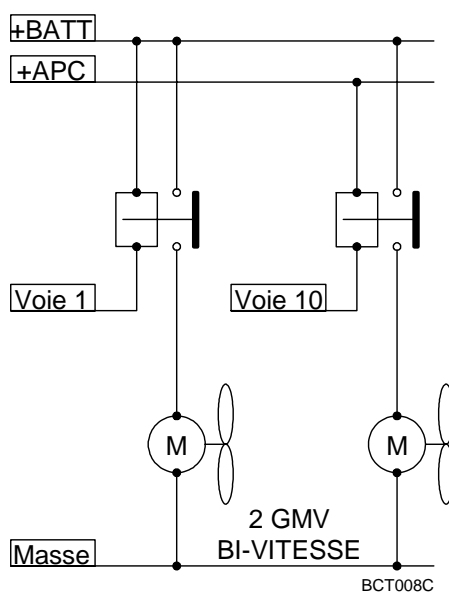 +BATT
+APC
Voie 1
Voie 10
M
M
2 GMV
BI-VITESSE
Masse
BCT008C